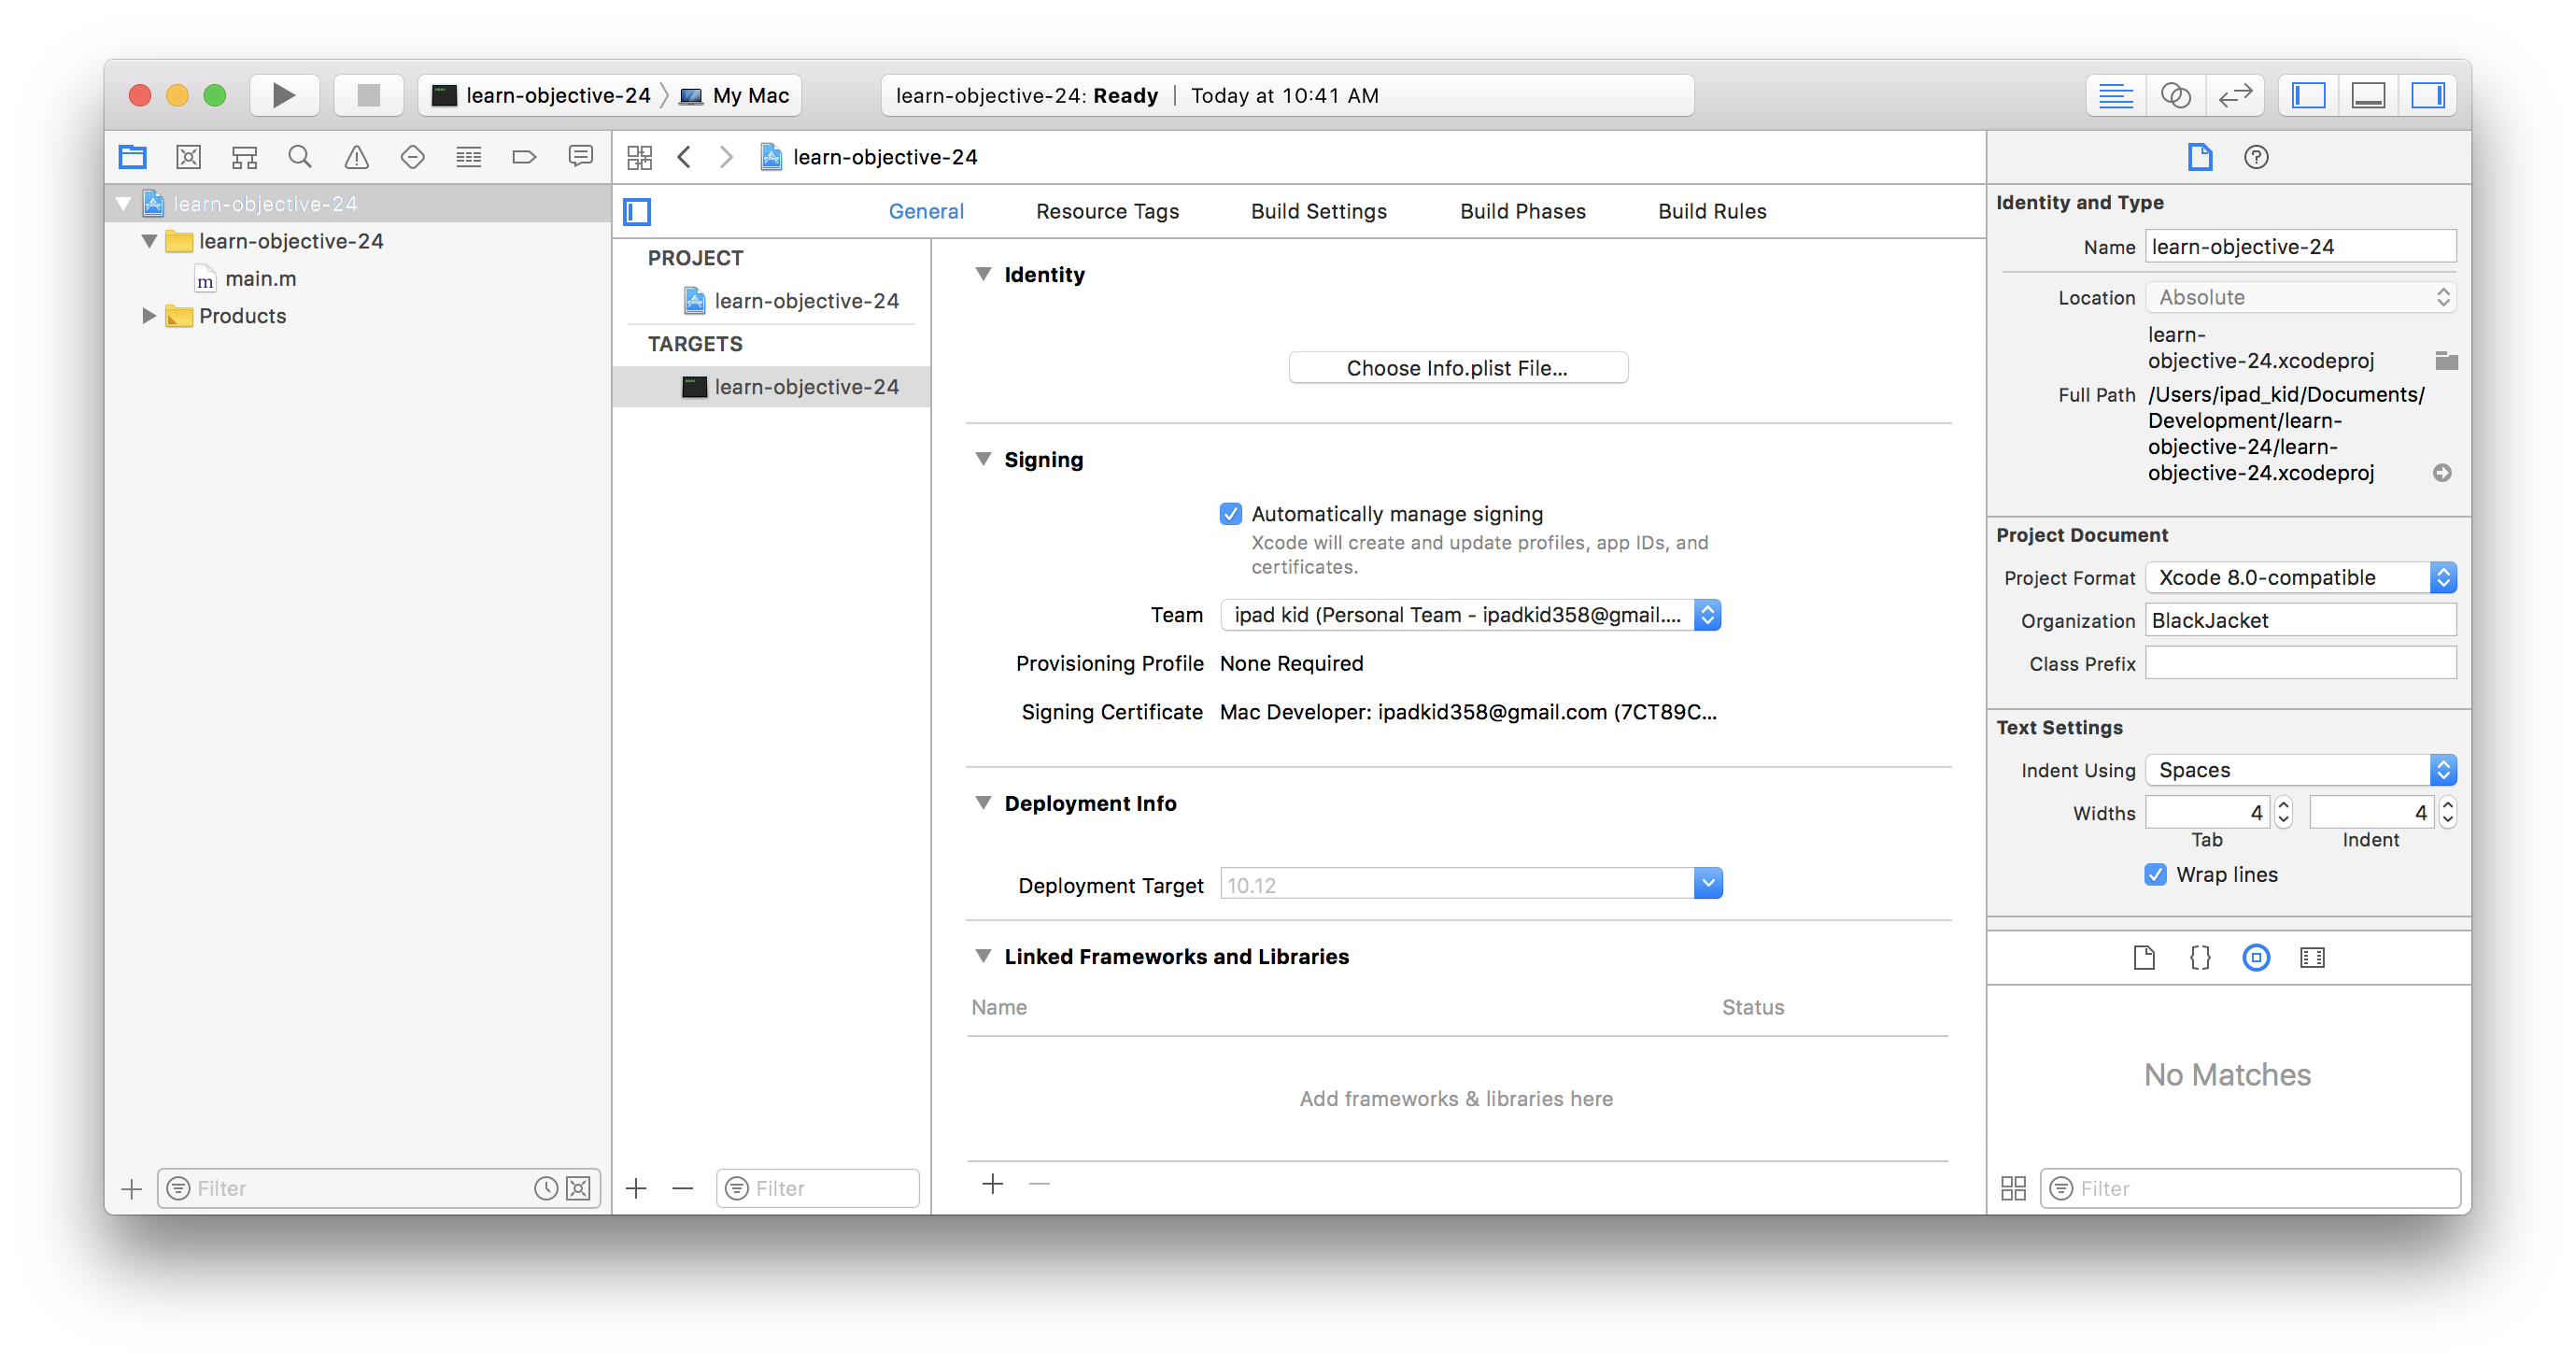 learn-objective-24 〉 My Mac
learn-objective-24: Ready | Today at 10:41 AM
learn-objective-24
learn-objective-24
m main.m
Products
Filter
learn-objective-24
General Resource Tags Build Settings Build Phases Build Rules
PROJECT
learn-objective-24
TARGETS
learn-objective-24
Filter
Identity
Choose Info.plist File...
Signing
Automatically manage signing
Xcode will create and update profiles, app IDs, and
certificates.
Team ipad kid (Personal Team - ipadkid358@gmail....
Provisioning Profile None Required
Signing Certificate Mac Developer: ipadkid358@gmail.com (7CT89C...
Deployment Info
Deployment Target 10.12
Linked Frameworks and Libraries
Name Status
Add frameworks & libraries here
Identity and Type
Name learn-objective-24
Location Absolute
learn-
objective-24.xcodeproj
Full Path /Users/ipad_kid/Documents/
Development/learn-
objective-24/learn-
objective-24.xcodeproj
Project Document
Project Format Xcode 8.0-compatible
Organization BlackJacket
Class Prefix
Text Settings
Indent Using Spaces
Widths 4 4
Tab Indent
Wrap lines
{}
No Matches
Filter